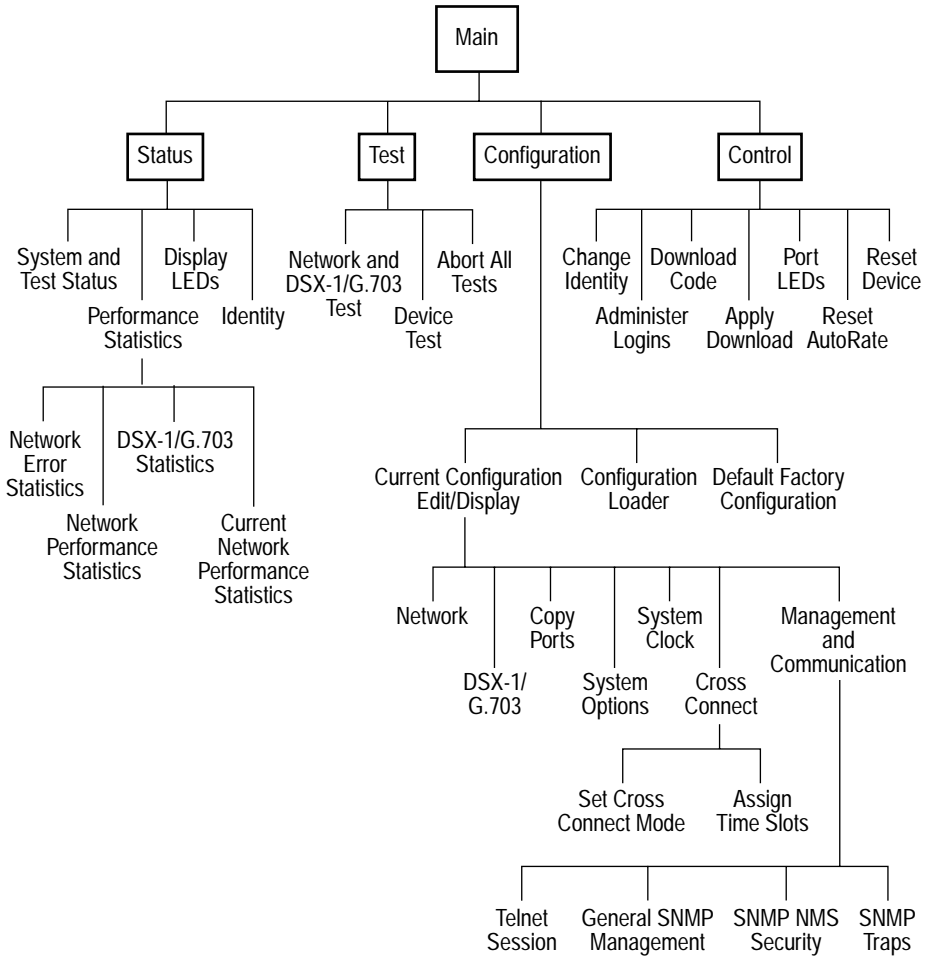 Main
Status
Test
Configuration
Control
System and
Test Status
Display
LEDs
Performance
Statistics
Identity
Network and
DSX-1/G.703
Test
Abort All
Tests
Device
Test
Change
Identity
Download
Code
Port
LEDs
Reset
Device
Administer
Logins
Apply
Download
Reset
AutoRate
Network
Error
Statistics
DSX-1/G.703
Statistics
Network
Performance
Statistics
Current
Network
Performance
Statistics
Current Configuration
Edit/Display
Configuration
Loader
Default Factory
Configuration
Network
Copy
Ports
System
Clock
Management
and
Communication
DSX-1/
G.703
System
Options
Cross
Connect
Set Cross
Connect Mode
Assign
Time Slots
Telnet
Session
General SNMP
Management
SNMP NMS
Security
SNMP
Traps